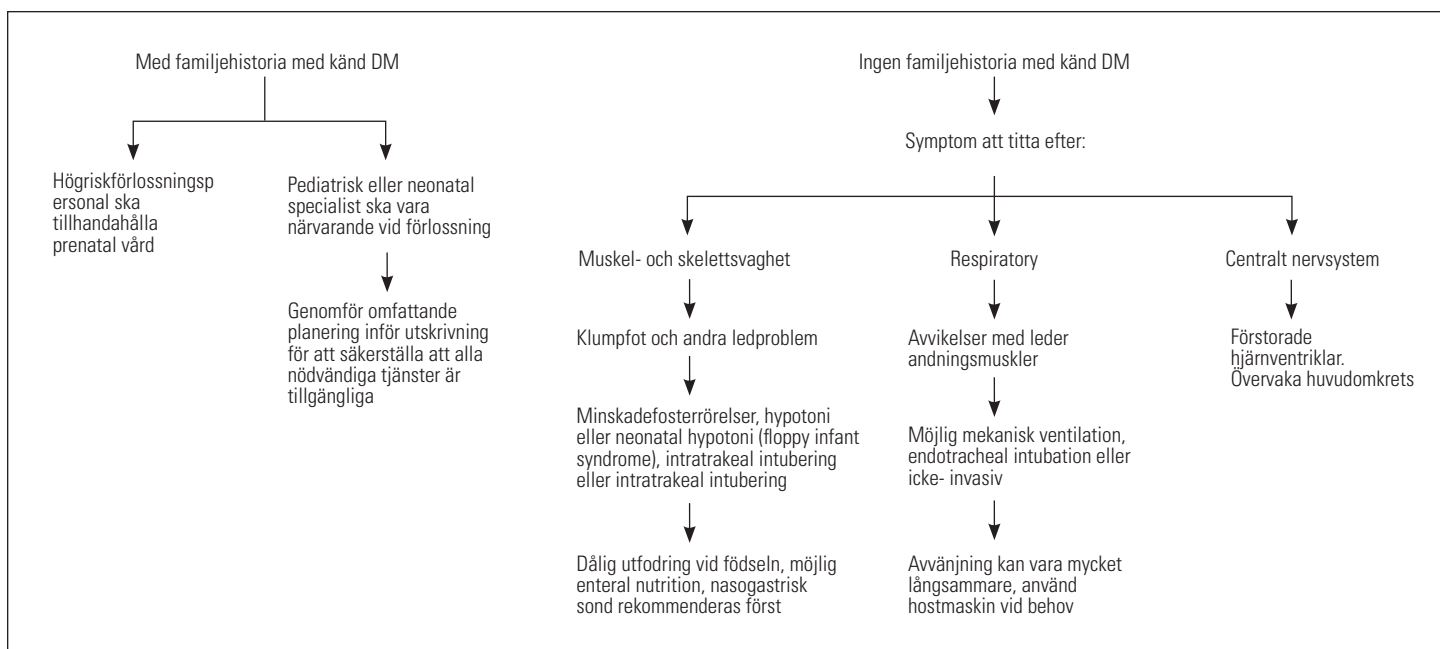 Med familjehistoria med känd DM
Högriskförlossningsp
ersonal ska
tillhandahålla
prenatal vård
Pediatrisk eller neonatal
specialist ska vara
närvarande vid förlossning
Genomför omfattande
planering inför utskrivning
för att säkerställa att alla
nödvändiga tjänster är
tillgängliga
Ingen familjehistoria med känd DM
Symptom att titta efter:
Muskel- och skelettsvaghet
Klumpfot och andra ledproblem
Minskadefosterrörelser, hypotoni
eller neonatal hypotoni (floppy infant
syndrome), intratrakeal intubering
eller intratrakeal intubering
Dålig utfodring vid födseln, möjlig
enteral nutrition, nasogastrisk
sond rekommenderas först
Respiratory
Avvikelser med leder
andningsmuskler
Möjlig mekanisk ventilation,
endotracheal intubation eller
icke- invasiv
Avvänjning kan vara mycket
långsammare, använd
hostmaskin vid behov
Centralt nervsystem
Förstorade
hjärnventriklar.
Övervaka huvudomkrets